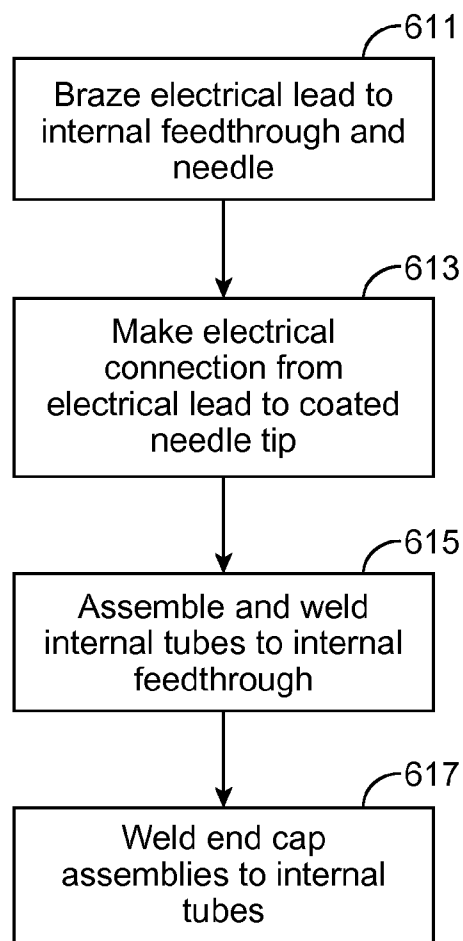 611
Braze electrical lead to
internal feedthrough and
needle
613
Make electrical
connection from
electrical lead to coated
needle tip
615
Assemble and weld
internal tubes to internal
feedthrough
617
Weld end cap
assemblies to internal
tubes